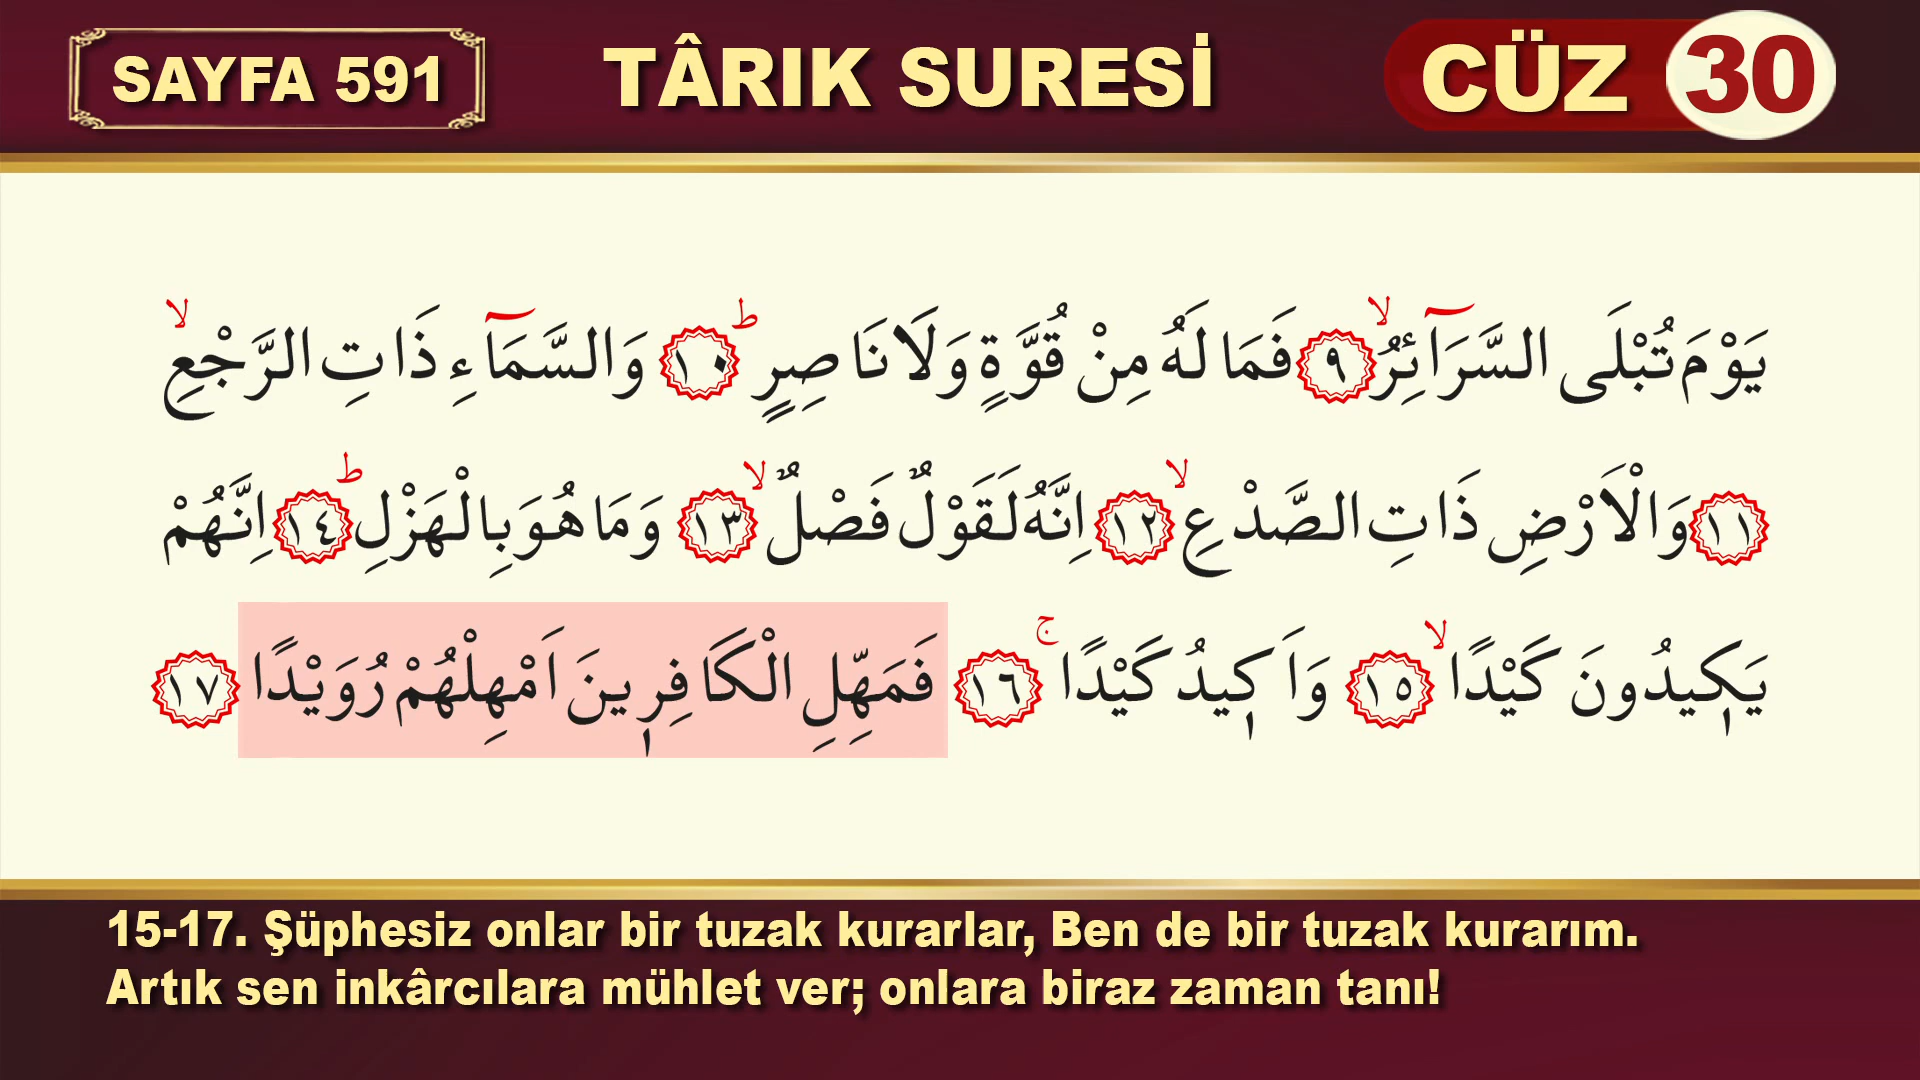 SAYFA 591
TÂRIK SURESİ
CÜZ 30
يَوْمَ تُبْلَى السَّرَٓائِرُۙ ﴿٩﴾ فَمَا لَهُ مِنْ قُوَّةٍ وَلَا نَاصِرٍۜ ﴿١٠﴾ وَالسَّمَٓاءِ ذَاتِ الرَّجْعِۙ
﴿١١﴾ وَالْاَرْضِ ذَاتِ الصَّدْعِۙ ﴿١٢﴾ اِنَّهُ لَقَوْلٌ فَصْلٌۙ ﴿١٣﴾ وَمَا هُوَ بِالْهَزْلِۜ ﴿١٤﴾ اِنَّهُمْ
يَكٖيدُونَ كَيْدًاۙ ﴿١٥﴾ وَاَكٖيدُ كَيْدًاۚ ﴿١٦﴾ فَمَهِّلِ الْكَافِرٖينَ اَمْهِلْهُمْ رُوَيْدًا ﴿١٧﴾
15-17. Şüphesiz onlar bir tuzak kurarlar, Ben de bir tuzak kurarım.
Artık sen inkârcılara mühlet ver; onlara biraz zaman tanı!